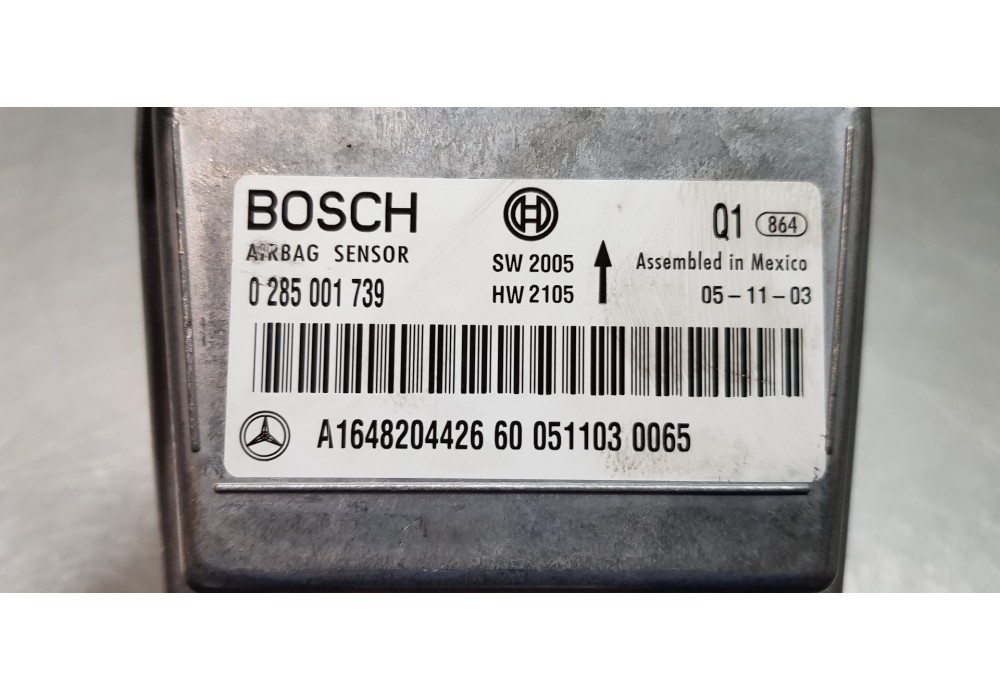 BOSCH
AIRBAG SENSOR
0 285 001 739
SW 2005
HW 2105
Q1 864
Assembled in Mexico
05-11-03
A1648204426 60 051103 0065